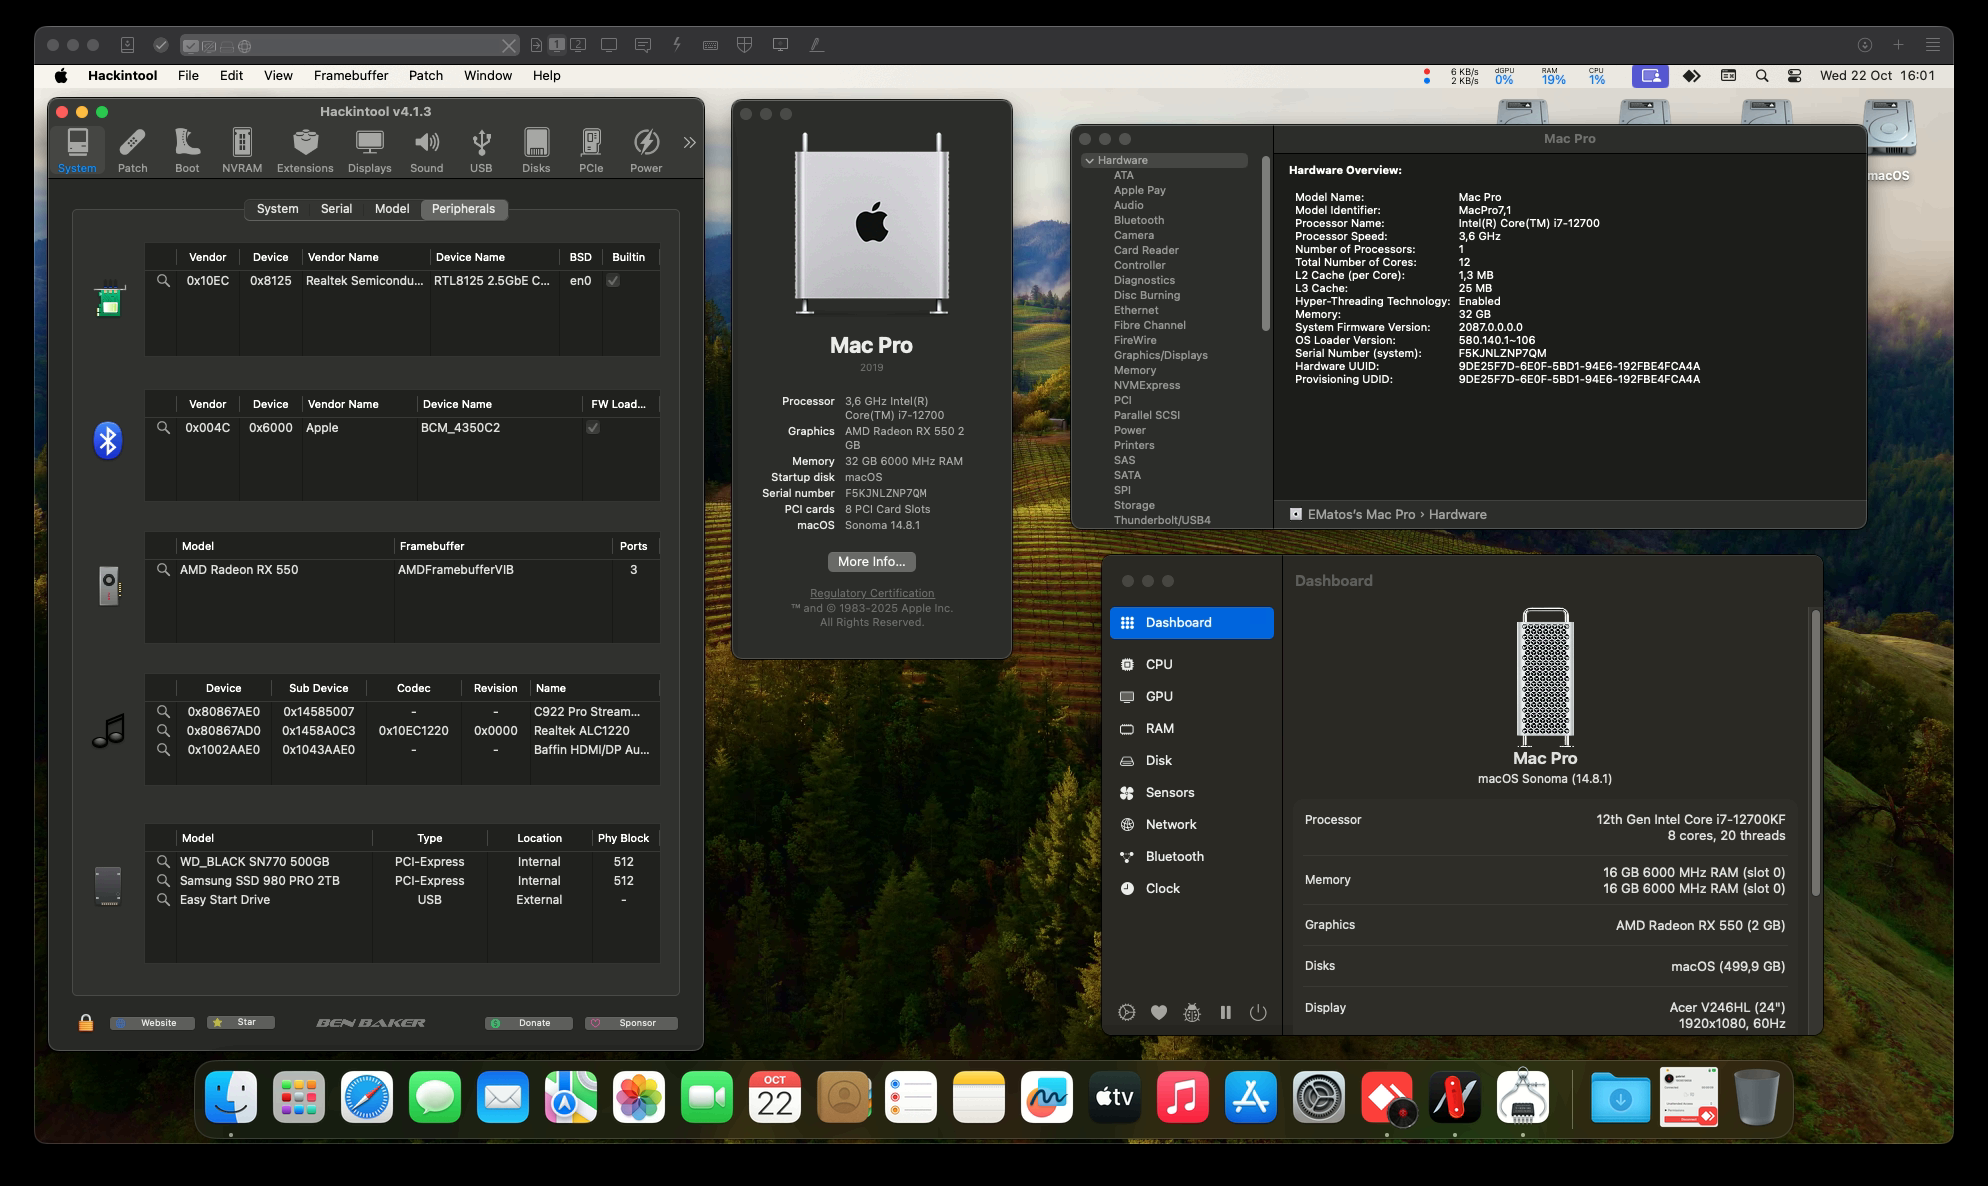 1 2
Hackintool File Edit View Framebuffer Patch Window Help
6 KB/s
2 KB/s
dGPU
0%
RAM
19%
CPU
1%
Wed 22 Oct 16:01
macOS
Hackintool v4.1.3
System Patch Boot NVRAM Extensions Displays Sound USB Disks PCIe Power
System Serial Model Peripherals
Vendor Device Vendor Name Device Name BSD Builtin
0x10EC 0x8125 Realtek Semicondu... RTL8125 2.5GbE C... en0
Vendor Device Vendor Name Device Name FW Load...
0x004C 0x6000 Apple BCM_4350C2
Model Framebuffer Ports
AMD Radeon RX 550 AMDFramebufferVIB 3
Device Sub Device Codec Revision Name
0x80867AE0 0x14585007 - - C922 Pro Stream...
0x80867AD0 0x1458A0C3 0x10EC1220 0x0000 Realtek ALC1220
0x1002AAE0 0x1043AAE0 - - Baffin HDMI/DP Au...
Model Type Location Phy Block
WD_BLACK SN770 500GB PCI-Express Internal 512
Samsung SSD 980 PRO 2TB PCI-Express Internal 512
Easy Start Drive USB External -
Website Star BEN BAKER Donate Sponsor
Mac Pro
2019
Processor 3,6 GHz Intel(R)
Core(TM) i7-12700
Graphics AMD Radeon RX 550 2
GB
Memory 32 GB 6000 MHz RAM
Startup disk macOS
Serial number F5KJNLZNP7QM
PCI cards 8 PCI Card Slots
macOS Sonoma 14.8.1
More Info...
Regulatory Certification
™ and © 1983-2025 Apple Inc.
All Rights Reserved.
Mac Pro
Hardware
ATA
Apple Pay
Audio
Bluetooth
Camera
Card Reader
Controller
Diagnostics
Disc Burning
Ethernet
Fibre Channel
FireWire
Graphics/Displays
Memory
NVMExpress
PCI
Parallel SCSI
Power
Printers
SAS
SATA
SPI
Storage
Thunderbolt/USB4
Hardware Overview:
Model Name: Mac Pro
Model Identifier: MacPro7,1
Processor Name: Intel(R) Core(TM) i7-12700
Processor Speed: 3,6 GHz
Number of Processors: 1
Total Number of Cores: 12
L2 Cache (per Core): 1,3 MB
L3 Cache: 25 MB
Hyper-Threading Technology: Enabled
Memory: 32 GB
System Firmware Version: 2087.0.0.0.0
OS Loader Version: 580.140.1~106
Serial Number (system): F5KJNLZNP7QM
Hardware UUID: 9DE25F7D-6E0F-5BD1-94E6-192FBE4FCA4A
Provisioning UDID: 9DE25F7D-6E0F-5BD1-94E6-192FBE4FCA4A
EMatos's Mac Pro › Hardware
Dashboard
Dashboard
CPU
GPU
RAM
Disk
Sensors
Network
Bluetooth
Clock
Mac Pro
macOS Sonoma (14.8.1)
Processor 12th Gen Intel Core i7-12700KF
8 cores, 20 threads
Memory 16 GB 6000 MHz RAM (slot 0)
16 GB 6000 MHz RAM (slot 0)
Graphics AMD Radeon RX 550 (2 GB)
Disks macOS (499,9 GB)
Display Acer V246HL (24")
1920x1080, 60Hz
OCT
22
tv